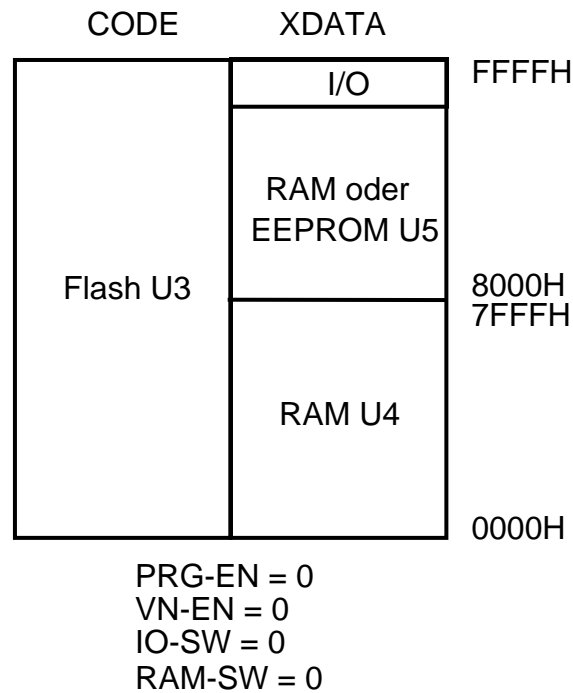 CODE XDATA
I/O FFFFH
RAM oder
EEPROM U5
Flash U3
8000H
7FFFH
RAM U4
0000H
PRG-EN = 0
VN-EN = 0
IO-SW = 0
RAM-SW = 0